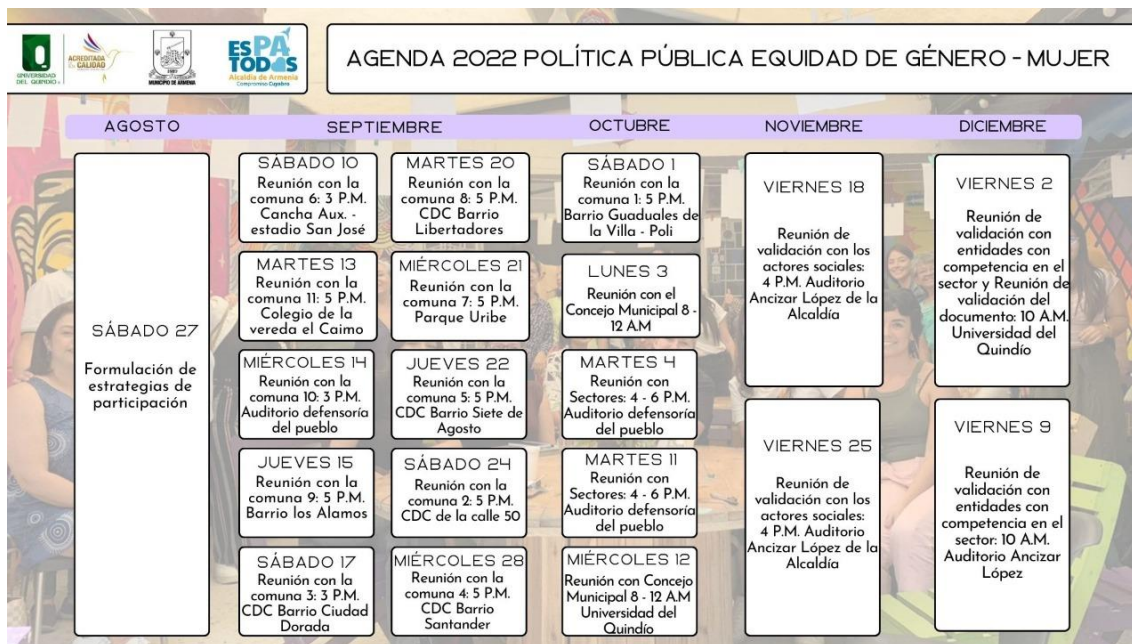 UNIVERSIDAD
DEL QUINDÍO
ACREDITADA
EN CALIDAD
MUNICIPIO DE ARMENIA
ES PA
TODOS
Alcaldía de Armenia
Compromiso Cuyabro
AGENDA 2022 POLÍTICA PÚBLICA EQUIDAD DE GÉNERO - MUJER
AGOSTO
SÁBADO 27
Formulación de
estrategias de
participación
SEPTIEMBRE
SÁBADO 10
Reunión con la
comuna 6: 3 P.M.
Cancha Aux. -
estadio San José
MARTES 13
Reunión con la
comuna 11: 5 P.M.
Colegio de la
vereda el Caimo
MIÉRCOLES 14
Reunión con la
comuna 10: 3 P.M.
Auditorio defensoría
del pueblo
JUEVES 15
Reunión con la
comuna 9: 5 P.M.
Barrio los Alamos
SÁBADO 17
Reunión con la
comuna 3: 3 P.M.
CDC Barrio Ciudad
Dorada
MARTES 20
Reunión con la
comuna 8: 5 P.M.
CDC Barrio
Libertadores
MIÉRCOLES 21
Reunión con la
comuna 7: 5 P.M.
Parque Uribe
JUEVES 22
Reunión con la
comuna 5: 5 P.M.
CDC Barrio Siete de
Agosto
SÁBADO 24
Reunión con la
comuna 2: 5 P.M.
CDC de la calle 50
MIÉRCOLES 28
Reunión con la
comuna 4: 5 P.M.
CDC Barrio
Santander
OCTUBRE
SÁBADO 1
Reunión con la
comuna 1: 5 P.M.
Barrio Guaduales de
la Villa - Poli
LUNES 3
Reunión con el
Concejo Municipal 8 -
12 A.M
MARTES 4
Reunión con
Sectores: 4 - 6 P.M.
Auditorio defensoría
del pueblo
MARTES 11
Reunión con
Sectores: 4 - 6 P.M.
Auditorio defensoría
del pueblo
MIÉRCOLES 12
Reunión con Concejo
Municipal 8 - 12 A.M
Universidad del
Quindío
NOVIEMBRE
VIERNES 18
Reunión de
validación con los
actores sociales:
4 P.M. Auditorio
Ancizar López de la
Alcaldía
VIERNES 25
Reunión de
validación con los
actores sociales:
4 P.M. Auditorio
Ancizar López de la
Alcaldía
DICIEMBRE
VIERNES 2
Reunión de
validación con
entidades con
competencia en el
sector y Reunión de
validación del
documento: 10 A.M.
Universidad del
Quindío
VIERNES 9
Reunión de
validación con
entidades con
competencia en el
sector: 10 A.M.
Auditorio Ancizar
López